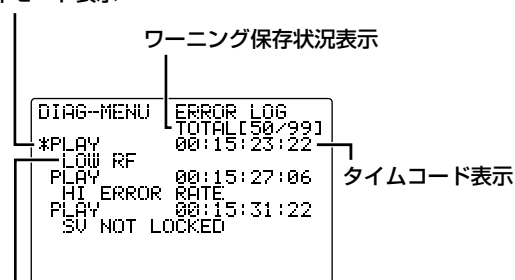 ワーニング保存状況表示
DIAG-MENU ERROR LOG
TOTAL[50/99]
*PLAY 00:15:23:22
LOW RF
PLAY 00:15:27:06
HI ERROR RATE
PLAY 00:15:31:22
SV NOT LOCKED
タイムコード表示